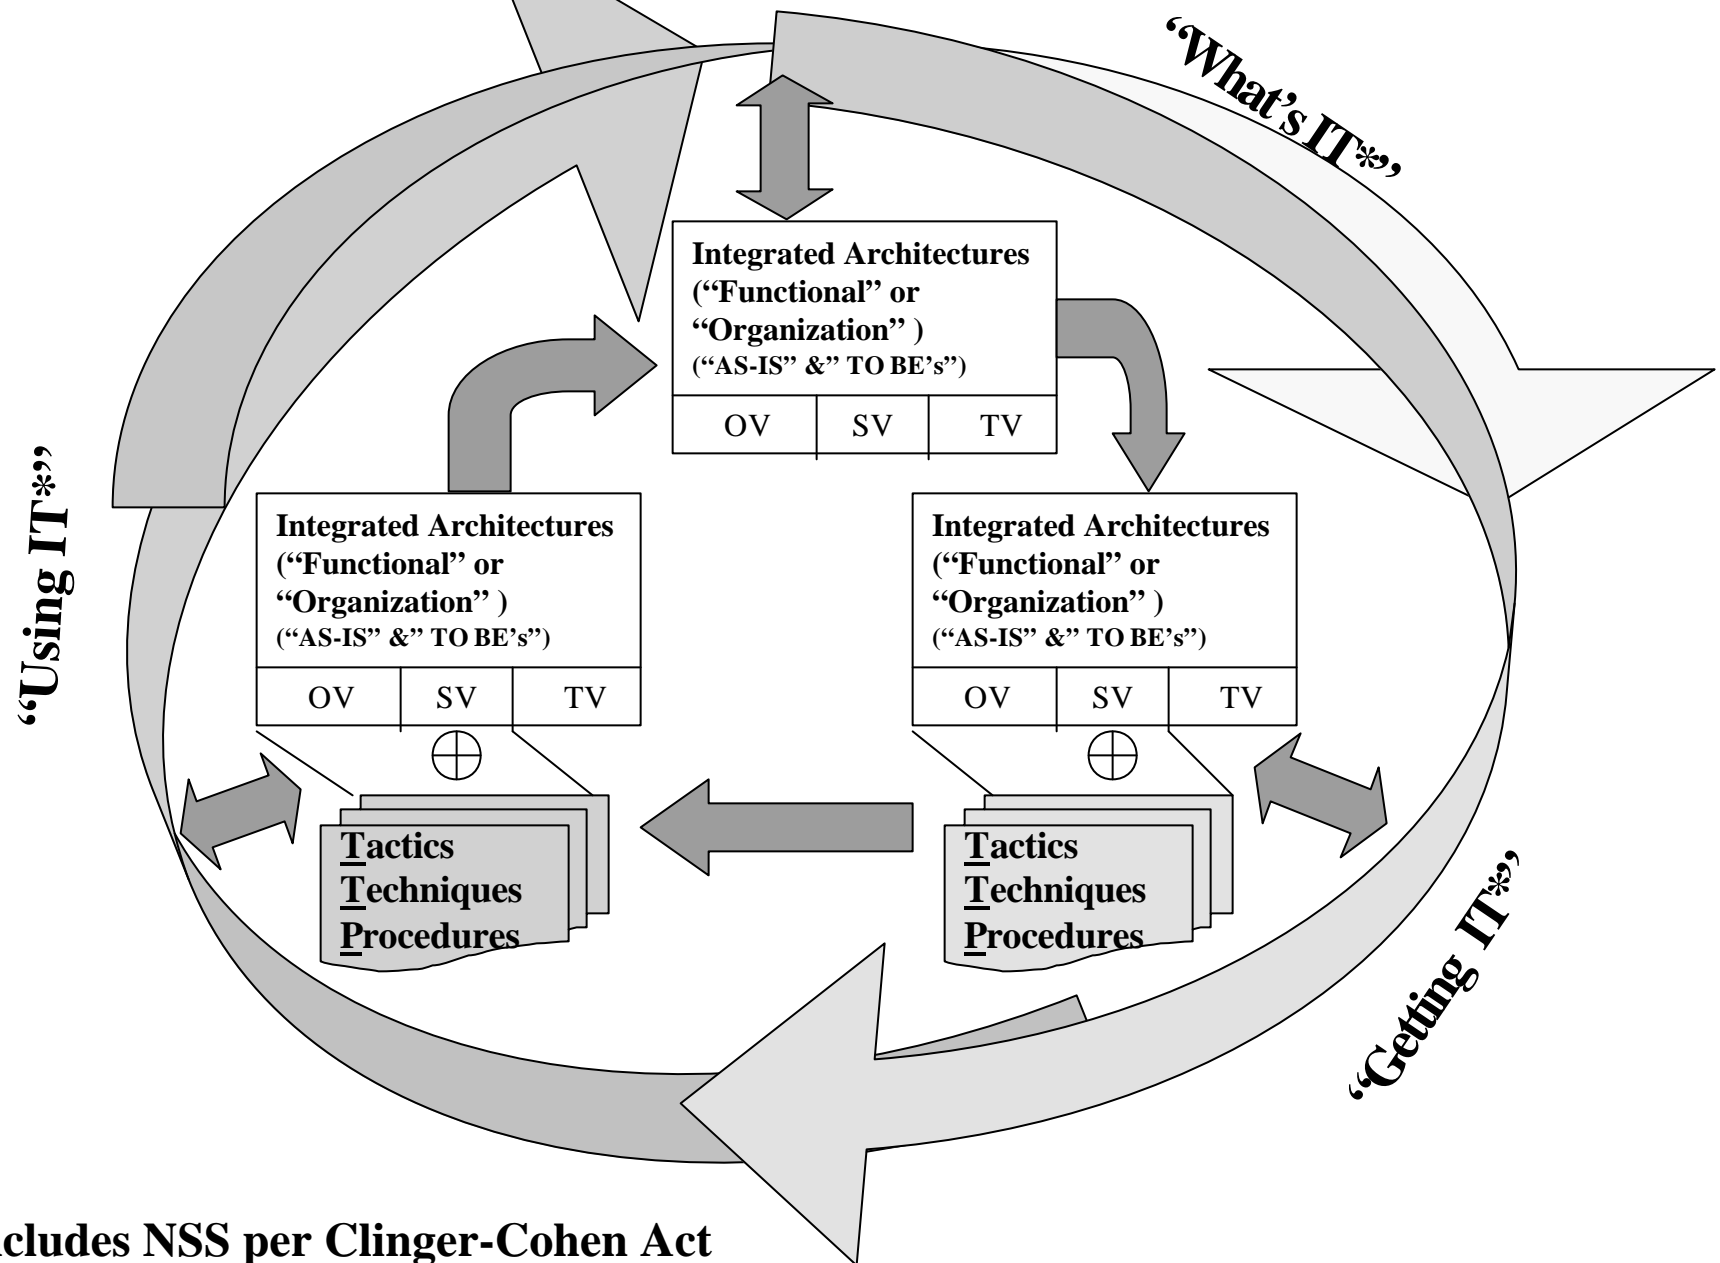 “What’s IT*”
Integrated Architectures
(“Functional” or
“Organization” )
(“AS-IS” &” TO BE’s”)
OV SV TV
“Using IT*”
Integrated Architectures
(“Functional” or
“Organization” )
(“AS-IS” &” TO BE’s”)
OV SV TV
Tactics
Techniques
Procedures
Integrated Architectures
(“Functional” or
“Organization” )
(“AS-IS” &” TO BE’s”)
OV SV TV
Tactics
Techniques
Procedures
“Getting IT*”
NSS per Clinger-Cohen Act